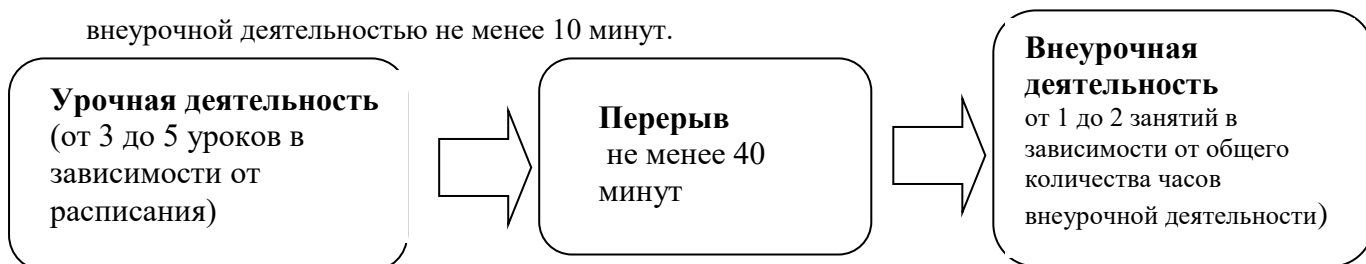 внеурочной деятельностью не менее 10 минут.
Урочная деятельность
(от 3 до 5 уроков в
зависимости от
расписания)
Перерыв
не менее 40
минут
Внеурочная
деятельность
от 1 до 2 занятий в
зависимости от общего
количества часов
внеурочной деятельности)